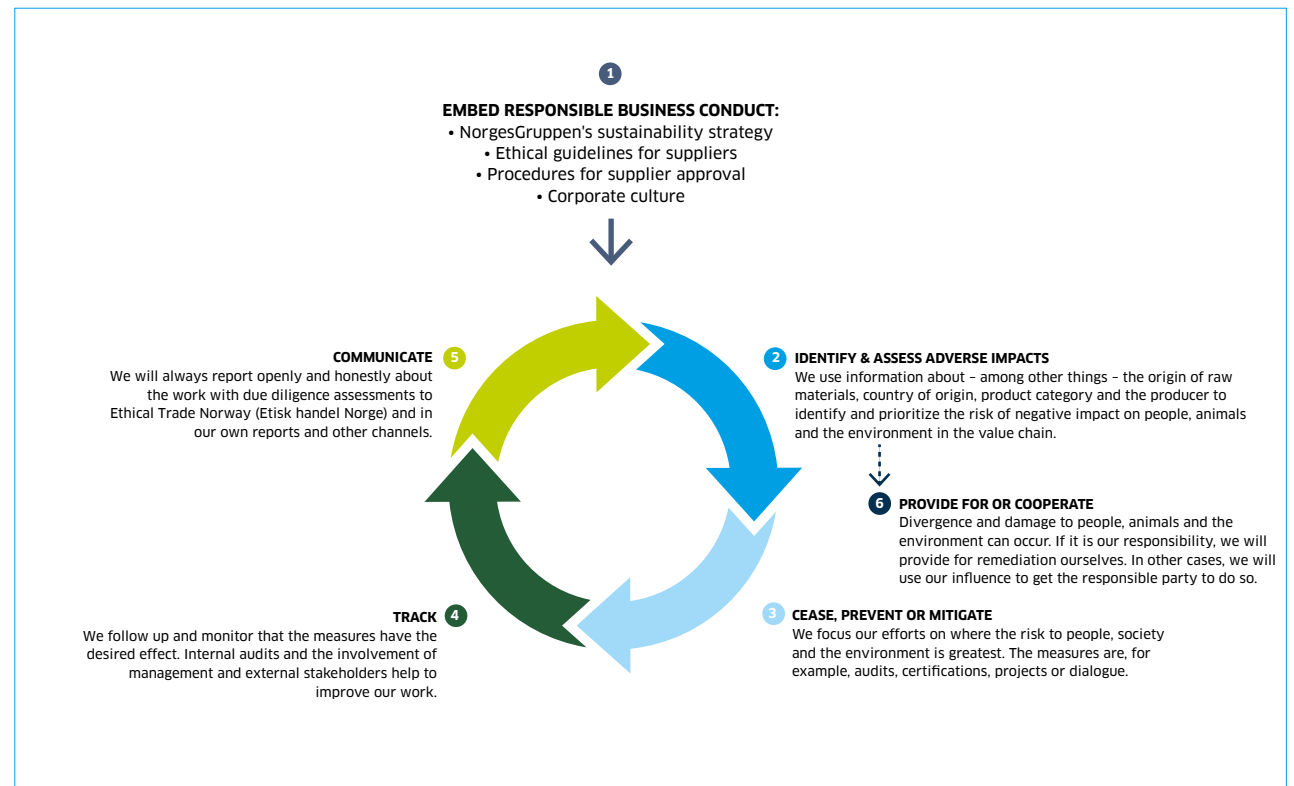 1
EMBED RESPONSIBLE BUSINESS CONDUCT:
• NorgesGruppen's sustainability strategy
• Ethical guidelines for suppliers
• Procedures for supplier approval
• Corporate culture
2
IDENTIFY & ASSESS ADVERSE IMPACTS
We use information about – among other things – the origin of raw
materials, country of origin, product category and the producer to
identify and prioritize the risk of negative impact on people, animals
and the environment in the value chain.
6
PROVIDE FOR OR COOPERATE
Divergence and damage to people, animals and the
environment can occur. If it is our responsibility, we will
provide for remediation ourselves. In other cases, we will
use our influence to get the responsible party to do so.
3
CEASE, PREVENT OR MITIGATE
We focus our efforts on where the risk to people, society
and the environment is greatest. The measures are, for
example, audits, certifications, projects or dialogue.
TRACK
4
We follow up and monitor that the measures have the
desired effect. Internal audits and the involvement of
management and external stakeholders help to
improve our work.
COMMUNICATE
5
We will always report openly and honestly about
the work with due diligence assessments to
Ethical Trade Norway (Etisk handel Norge) and in
our own reports and other channels.